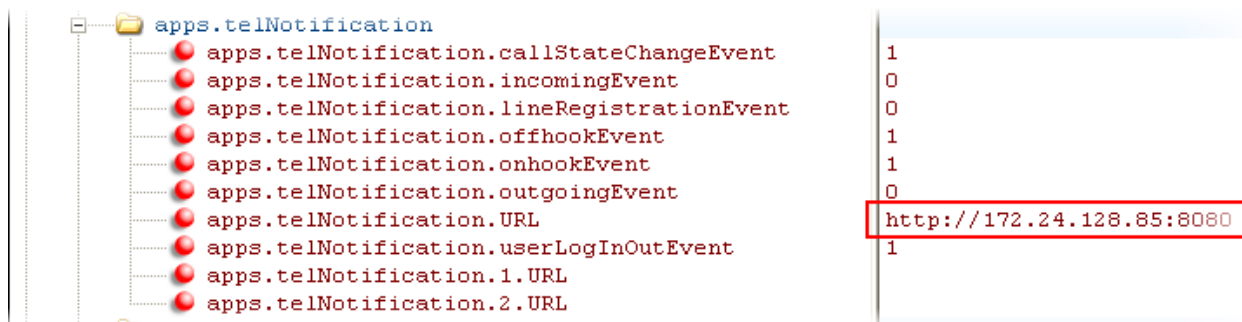 apps.telNotification
apps.telNotification.callStateChangeEvent 1
apps.telNotification.incomingEvent 0
apps.telNotification.lineRegistrationEvent 0
apps.telNotification.offhookEvent 1
apps.telNotification.onhookEvent 1
apps.telNotification.outgoingEvent 0
apps.telNotification.URL http://172.24.128.85:8080
apps.telNotification.userLogInOutEvent 1
apps.telNotification.1.URL
apps.telNotification.2.URL